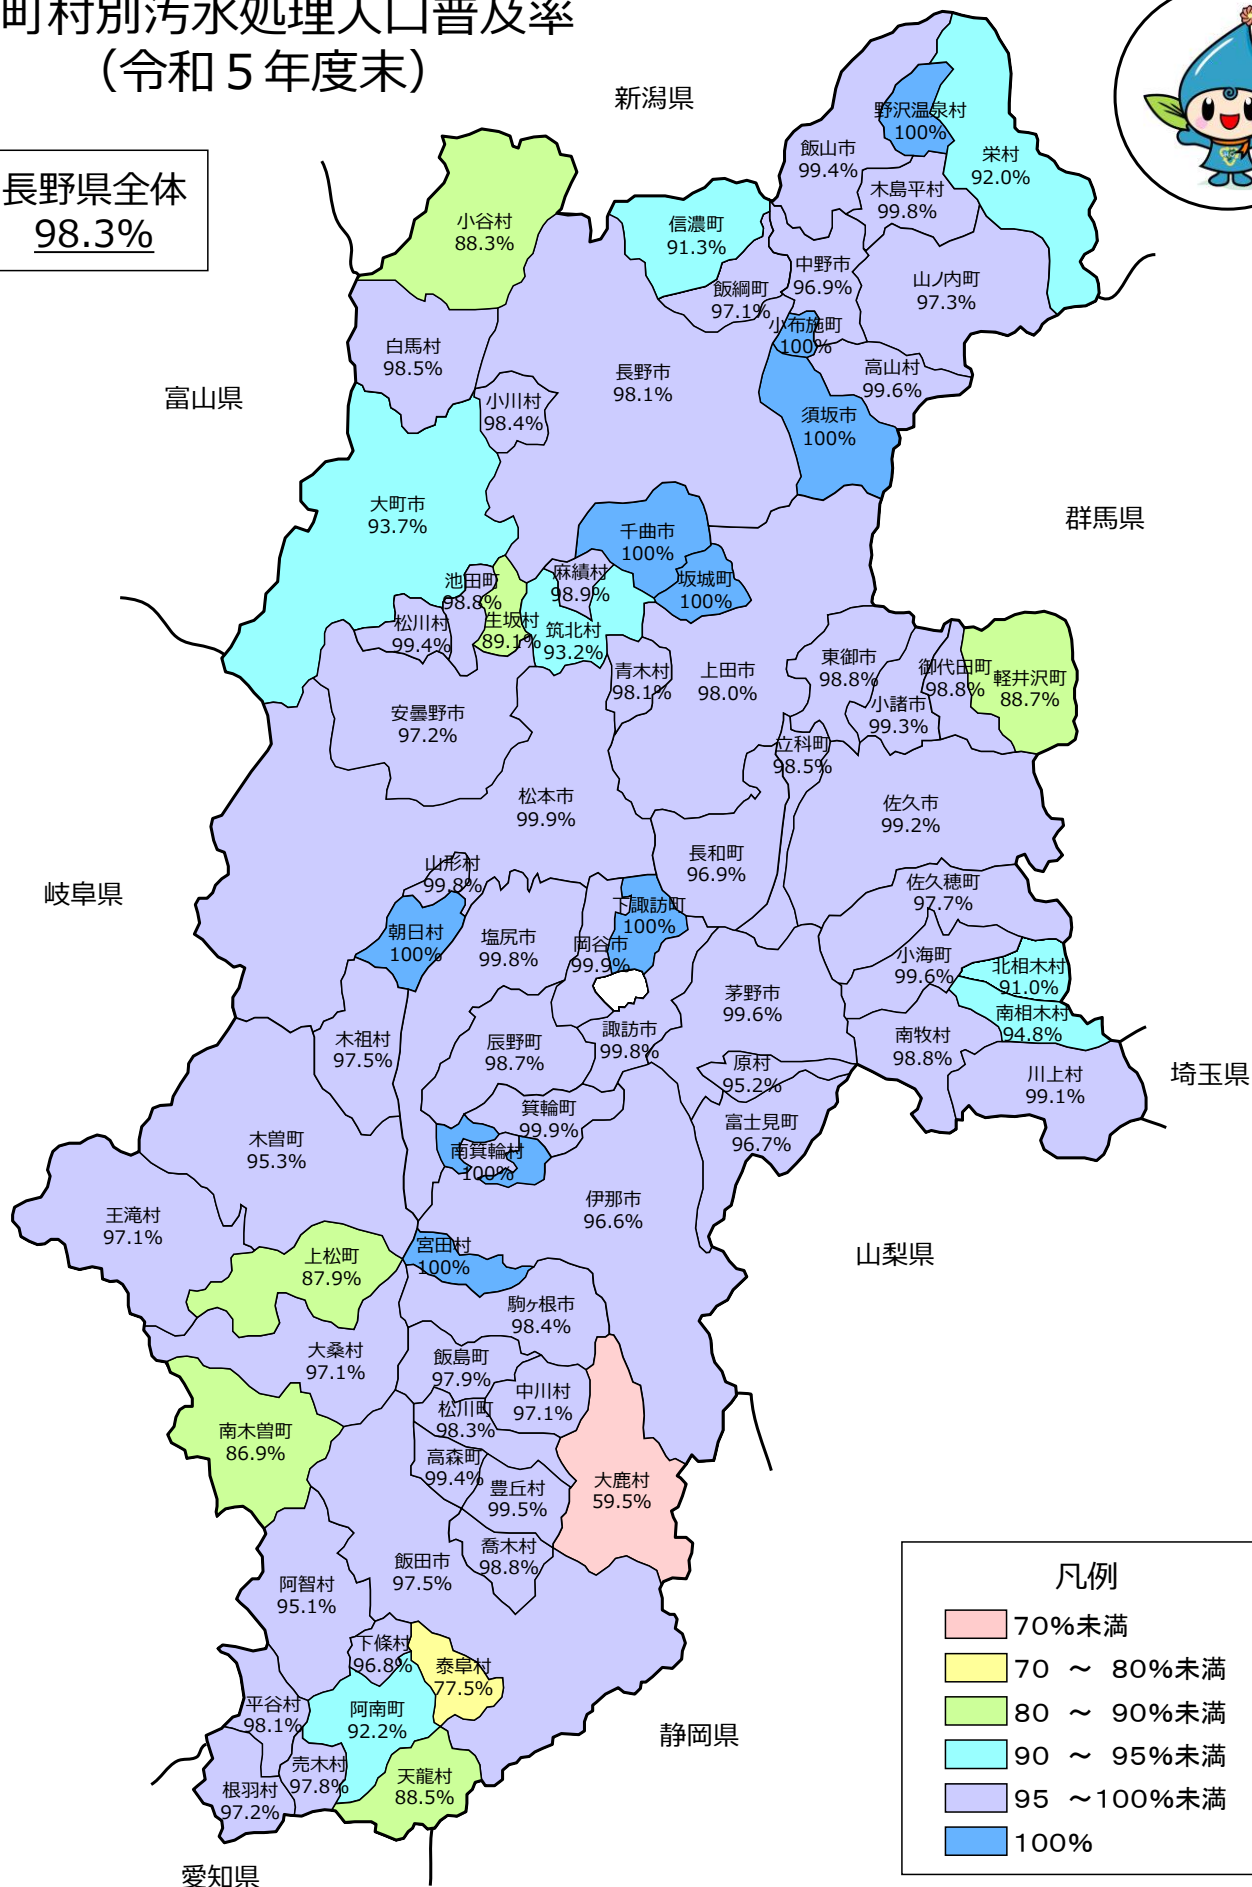 町村別汚水処理人口普及率
（令和５年度末）
長野県全体
98.3%
新潟県
富山県
群馬県
岐阜県
埼玉県
山梨県
静岡県
愛知県
野沢温泉村
100%
飯山市
99.4%
栄村
92.0%
木島平村
99.8%
小谷村
88.3%
信濃町
91.3%
中野市
96.9%
山ノ内町
97.3%
飯綱町
97.1%
小布施町
100%
白馬村
98.5%
長野市
98.1%
高山村
99.6%
小川村
98.4%
須坂市
100%
大町市
93.7%
千曲市
100%
坂城町
100%
池田町
98.8%
麻績村
98.9%
松川村
99.4%
生坂村
89.1%
筑北村
93.2%
青木村
98.1%
上田市
98.0%
東御市
98.8%
御代田町
98.8%
軽井沢町
88.7%
小諸市
99.3%
安曇野市
97.2%
立科町
98.5%
松本市
99.9%
佐久市
99.2%
長和町
96.9%
山形村
99.8%
佐久穂町
97.7%
朝日村
100%
塩尻市
99.8%
岡谷市
99.9%
下諏訪町
100%
小海町
99.6%
北相木村
91.0%
茅野市
99.6%
南相木村
94.8%
木祖村
97.5%
辰野町
98.7%
諏訪市
99.8%
南牧村
98.8%
原村
95.2%
川上村
99.1%
箕輪町
99.9%
富士見町
96.7%
木曽町
95.3%
南箕輪村
100%
王滝村
97.1%
伊那市
96.6%
上松町
87.9%
宮田村
100%
駒ヶ根市
98.4%
大桑村
97.1%
飯島町
97.9%
中川村
97.1%
松川町
98.3%
南木曽町
86.9%
高森町
99.4%
豊丘村
99.5%
大鹿村
59.5%
喬木村
98.8%
飯田市
97.5%
阿智村
95.1%
下條村
96.8%
泰阜村
77.5%
平谷村
98.1%
阿南町
92.2%
売木村
97.8%
天龍村
88.5%
根羽村
97.2%
凡例
70%未満
70 ～ 80%未満
80 ～ 90%未満
90 ～ 95%未満
95 ～100%未満
100%